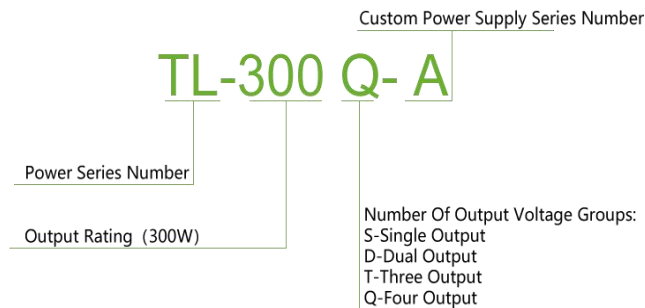 Custom Power Supply Series Number
TL-300 Q- A
Power Series Number
Output Rating（300W）
Number Of Output Voltage Groups:
S-Single Output
D-Dual Output
T-Three Output
Q-Four Output